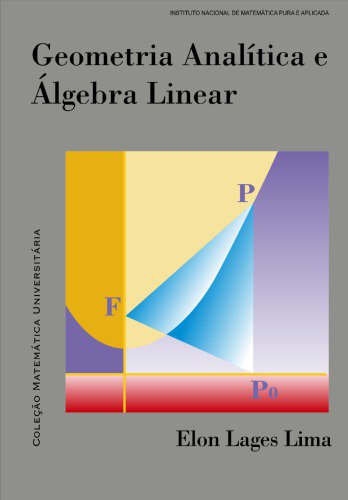 INSTITUTO NACIONAL DE MATEMÁTICA PURA E APLICADA
Geometria Analítica e
Álgebra Linear
P
F
P0
COLEÇÃO MATEMÁTICA UNIVERSITÁRIA
Elon Lages Lima